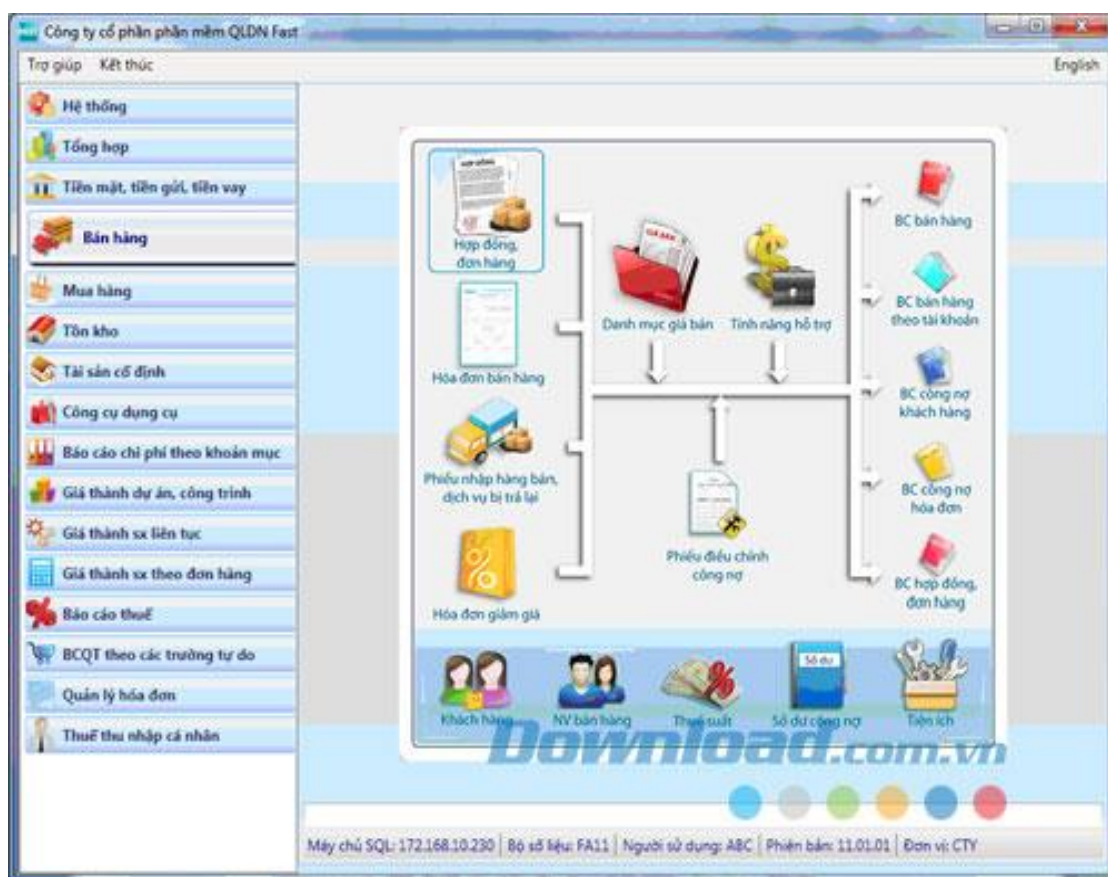 Công ty cổ phần phần mềm QLDN Fast
Trợ giúp Kết thúc English
Hệ thống
Tổng hợp
Tiền mặt, tiền gửi, tiền vay
Bán hàng
Mua hàng
Tồn kho
Tài sản cố định
Công cụ dụng cụ
Báo cáo chi phí theo khoản mục
Giá thành dự án, công trình
Giá thành sx liên tục
Giá thành sx theo đơn hàng
Báo cáo thuế
BCQT theo các trường tự do
Quản lý hóa đơn
Thuế thu nhập cá nhân
HỢP ĐỒNG
Hợp đồng,
đơn hàng
Hóa đơn bán hàng
Phiếu nhập hàng bán,
dịch vụ bị trả lại
Hóa đơn giảm giá
GIÁ BÁN
Danh mục giá bán
Tính năng hỗ trợ
Phiếu điều chỉnh
công nợ
BC bán hàng
BC bán hàng
theo tài khoản
BC công nợ
khách hàng
BC công nợ
hóa đơn
BC hợp đồng,
đơn hàng
Khách hàng
NV bán hàng
Thuế suất
Số dư
Số dư công nợ
Tiện ích
Download.com.vn
Máy chủ SQL: 172.168.10.230 Bộ số liệu: FA11 Người sử dụng: ABC Phiên bản: 11.01.01 Đơn vị: CTY